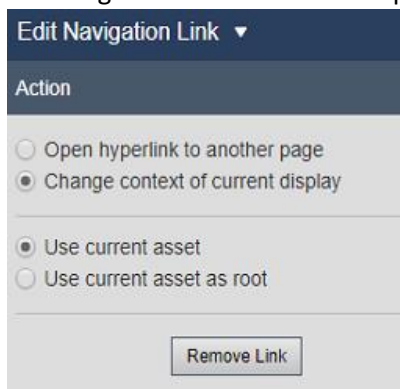 Edit Navigation Link ▼
Action
Open hyperlink to another page
Change context of current display
Use current asset
Use current asset as root
Remove Link